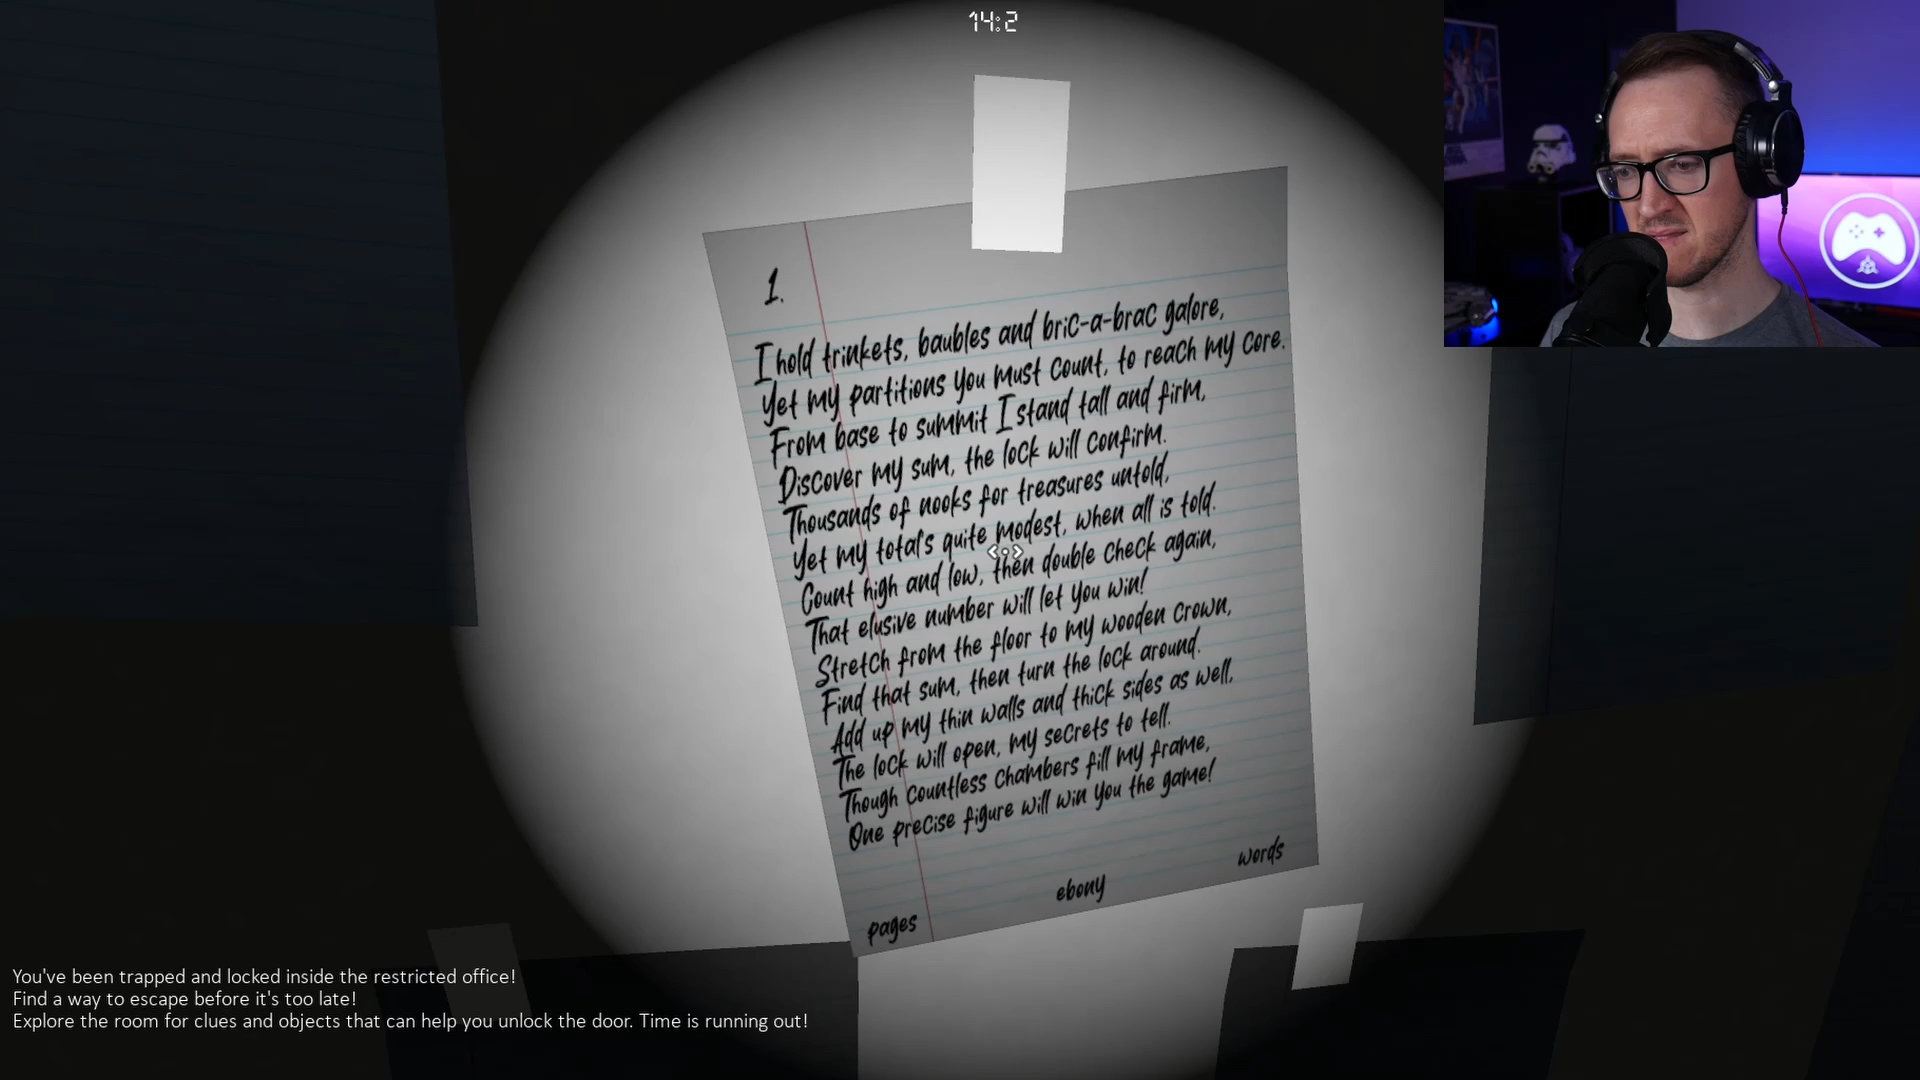 14:2
1.
I hold trinkets, baubles and bric-a-brac galore,
Yet my partitions you must count, to reach my core.
From base to summit I stand tall and firm,
Discover my sum, the lock will confirm.
Thousands of nooks for treasures untold,
Yet my total's quite modest, when all is told.
Count high and low, then double check again,
That elusive number will let you win!
Stretch from the floor to my wooden crown,
Find that sum, then turn the lock around.
Add up my thin walls and thick sides as well,
The lock will open, my secrets to tell.
Though countless chambers fill my frame,
One precise figure will win you the game!
words
ebony
pages
You've been trapped and locked inside the restricted office!
Find a way to escape before it's too late!
Explore the room for clues and objects that can help you unlock the door. Time is running out!